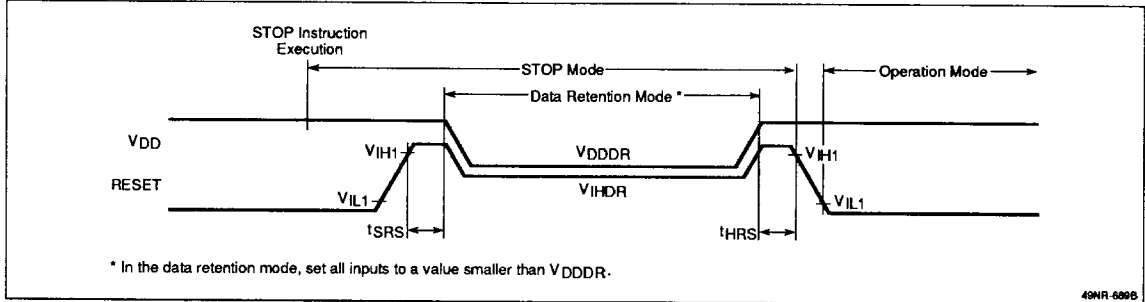 STOP Instruction
Execution
STOP Mode
Operation Mode
Data Retention Mode *
VDD
VIH1
VDDDR
VIH1
RESET
VIHDR
VIL1
VIL1
tSRS
tHRS
* In the data retention mode, set all inputs to a value smaller than VDDDR.
49NR-689B